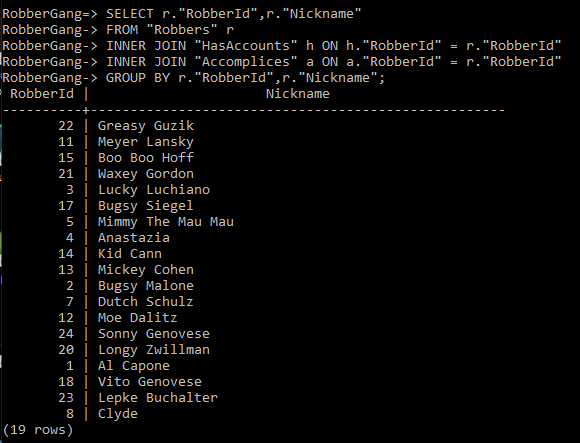 RobberGang=> SELECT r."RobberId",r."Nickname"
RobberGang-> FROM "Robbers" r
RobberGang-> INNER JOIN "HasAccounts" h ON h."RobberId" = r."RobberId"
RobberGang-> INNER JOIN "Accomplices" a ON a."RobberId" = r."RobberId"
RobberGang-> GROUP BY r."RobberId",r."Nickname";
 RobberId |                      Nickname
----------+----------------------------------------------------
       22 | Greasy Guzik
       11 | Meyer Lansky
       15 | Boo Boo Hoff
       21 | Waxey Gordon
        3 | Lucky Luchiano
       17 | Bugsy Siegel
        5 | Mimmy The Mau Mau
        4 | Anastazia
       14 | Kid Cann
       13 | Mickey Cohen
        2 | Bugsy Malone
        7 | Dutch Schulz
       12 | Moe Dalitz
       24 | Sonny Genovese
       20 | Longy Zwillman
        1 | Al Capone
       18 | Vito Genovese
       23 | Lepke Buchalter
        8 | Clyde
(19 rows)